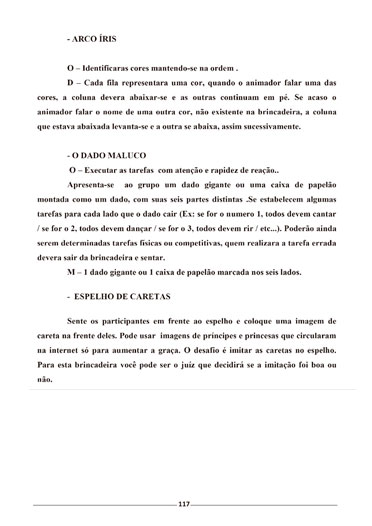 - ARCO ÍRIS
O – Identificaras cores mantendo-se na ordem .
D – Cada fila representara uma cor, quando o animador falar uma das
cores, a coluna devera abaixar-se e as outras continuam em pé. Se acaso o
animador falar o nome de uma outra cor, não existente na brincadeira, a coluna
que estava abaixada levanta-se e a outra se abaixa, assim sucessivamente.
- O DADO MALUCO
O – Executar as tarefas com atenção e rapidez de reação..
Apresenta-se ao grupo um dado gigante ou uma caixa de papelão
montada como um dado, com suas seis partes distintas .Se estabelecem algumas
tarefas para cada lado que o dado cair (Ex: se for o numero 1, todos devem cantar
/ se for o 2, todos devem dançar / se for o 3, todos devem rir / etc...). Poderão ainda
serem determinadas tarefas físicas ou competitivas, quem realizara a tarefa errada
devera sair da brincadeira e sentar.
M – 1 dado gigante ou 1 caixa de papelão marcada nos seis lados.
- ESPELHO DE CARETAS
Sente os participantes em frente ao espelho e coloque uma imagem de
careta na frente deles. Pode usar imagens de príncipes e princesas que circularam
na internet só para aumentar a graça. O desafio é imitar as caretas no espelho.
Para esta brincadeira você pode ser o juíz que decidirá se a imitação foi boa ou
não.
117